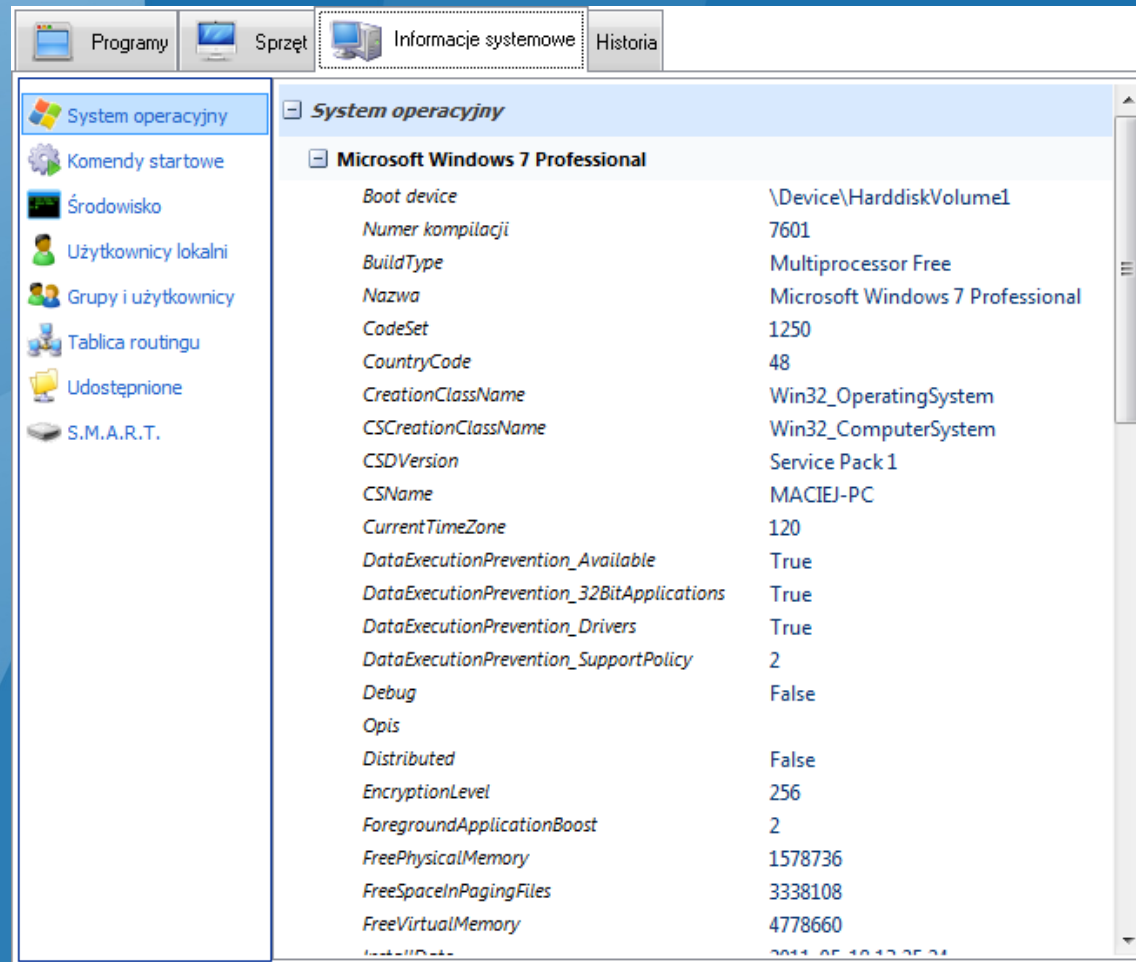 Programy Sprzęt Informacje systemowe Historia
System operacyjny
Komendy startowe
Środowisko
Użytkownicy lokalni
Grupy i użytkownicy
Tablica routingu
Udostępnione
S.M.A.R.T.
System operacyjny
Microsoft Windows 7 Professional
Boot device \Device\HarddiskVolume1
Numer kompilacji 7601
BuildType Multiprocessor Free
Nazwa Microsoft Windows 7 Professional
CodeSet 1250
CountryCode 48
CreationClassName Win32_OperatingSystem
CSCreationClassName Win32_ComputerSystem
CSDVersion Service Pack 1
CSName MACIEJ-PC
CurrentTimeZone 120
DataExecutionPrevention_Available True
DataExecutionPrevention_32BitApplications True
DataExecutionPrevention_Drivers True
DataExecutionPrevention_SupportPolicy 2
Debug False
Opis
Distributed False
EncryptionLevel 256
ForegroundApplicationBoost 2
FreePhysicalMemory 1578736
FreeSpaceInPagingFiles 3338108
FreeVirtualMemory 4778660
InstallDate